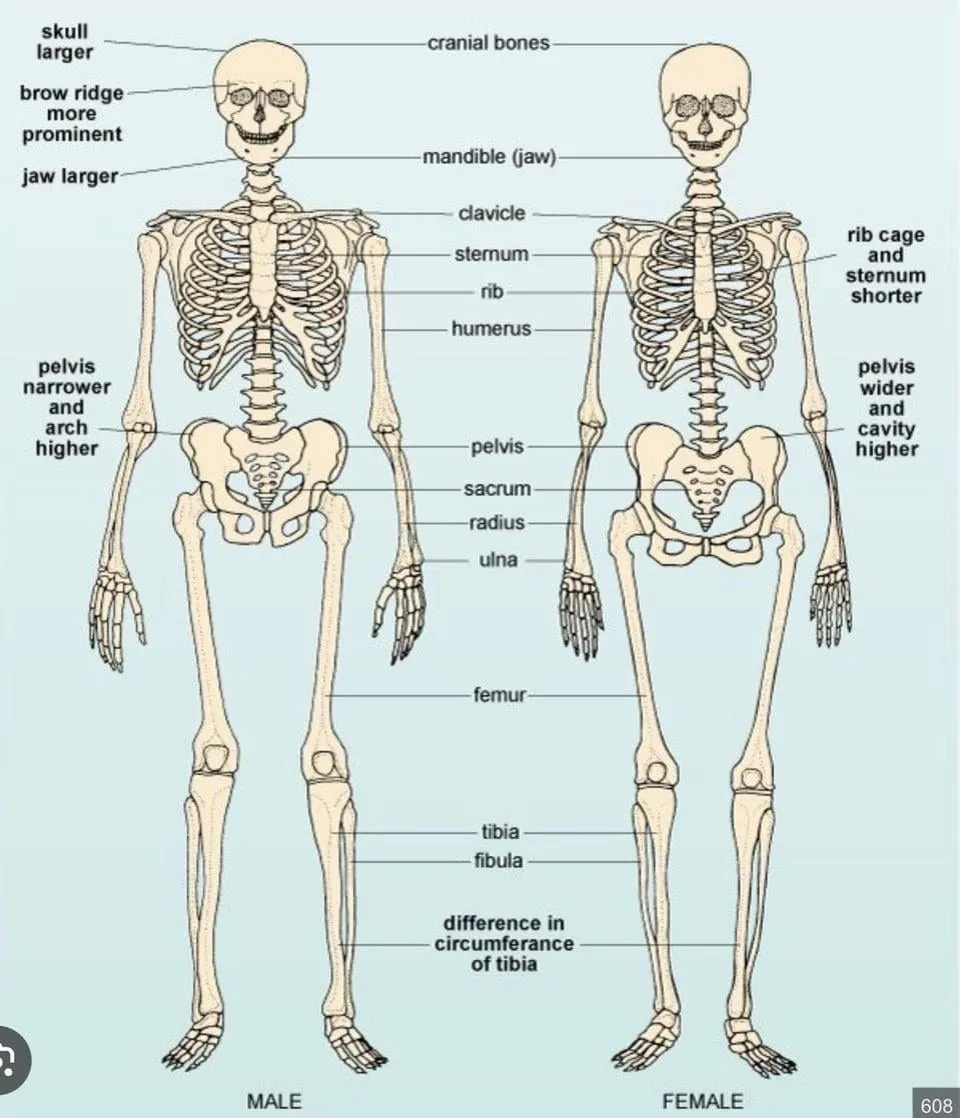 skull
larger
cranial bones
brow ridge
more
prominent
mandible (jaw)
jaw larger
clavicle
sternum
rib cage
and
sternum
shorter
rib
humerus
pelvis
narrower
and
arch
higher
pelvis
wider
and
cavity
higher
pelvis
sacrum
radius
ulna
femur
tibia
fibula
difference in
circumferance
of tibia
MALE
FEMALE
608